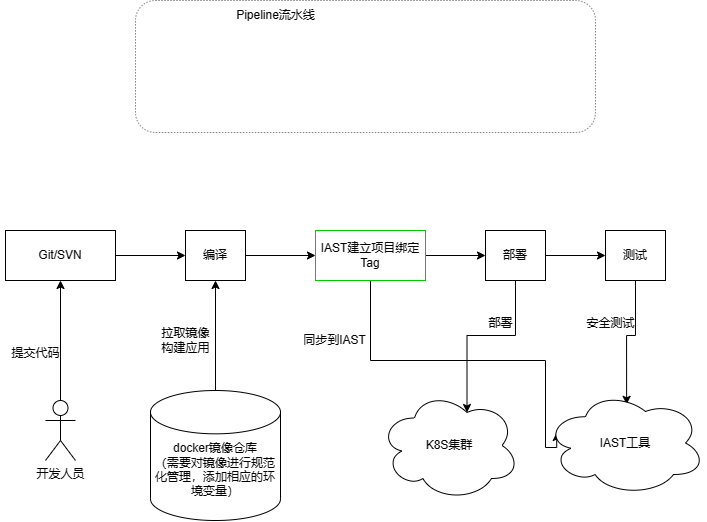 Pipeline流水线
Git/SVN
编译
IAST建立项目绑定
Tag
部署
测试
提交代码
拉取镜像
构建应用
同步到IAST
部署
安全测试
开发人员
docker镜像仓库
（需要对镜像进行规范
化管理，添加相应的环
境变量）
K8S集群
IAST工具